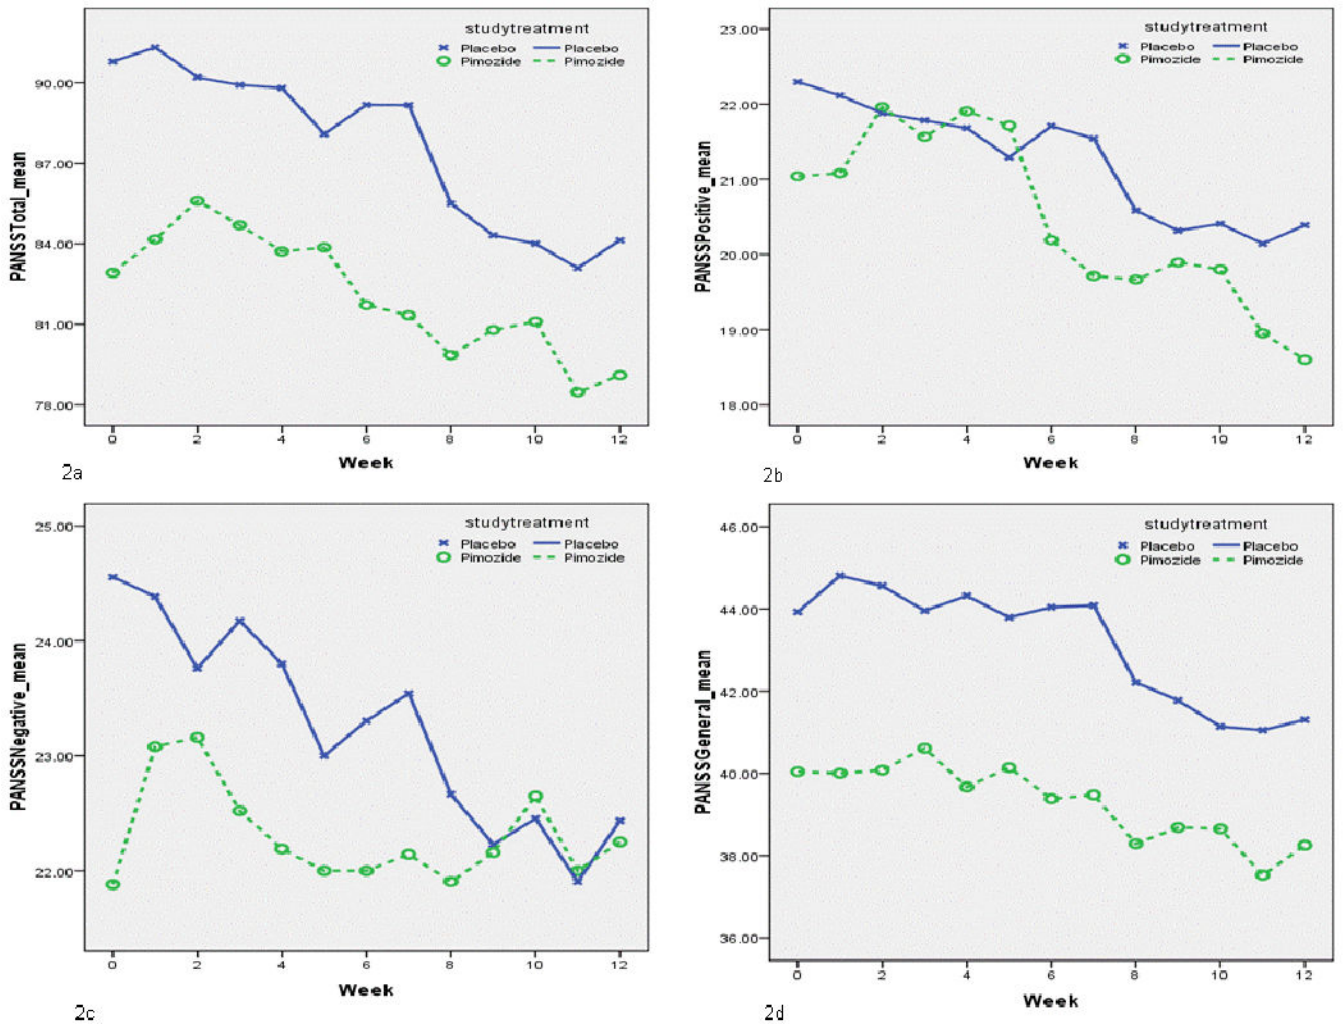 studytreatment
Placebo Placebo
Pimozide Pimozide
90.00
87.00
84.00
81.00
78.00
PANSSTotal_mean
0 2 4 6 8 10 12
Week
2a
studytreatment
Placebo Placebo
Pimozide Pimozide
23.00
22.00
21.00
20.00
19.00
18.00
PANSSPositive_mean
0 2 4 6 8 10 12
Week
2b
studytreatment
Placebo Placebo
Pimozide Pimozide
25.00
24.00
23.00
22.00
PANSSNegative_mean
0 2 4 6 8 10 12
Week
2c
studytreatment
Placebo Placebo
Pimozide Pimozide
46.00
44.00
42.00
40.00
38.00
36.00
PANSSGeneral_mean
0 2 4 6 8 10 12
Week
2d